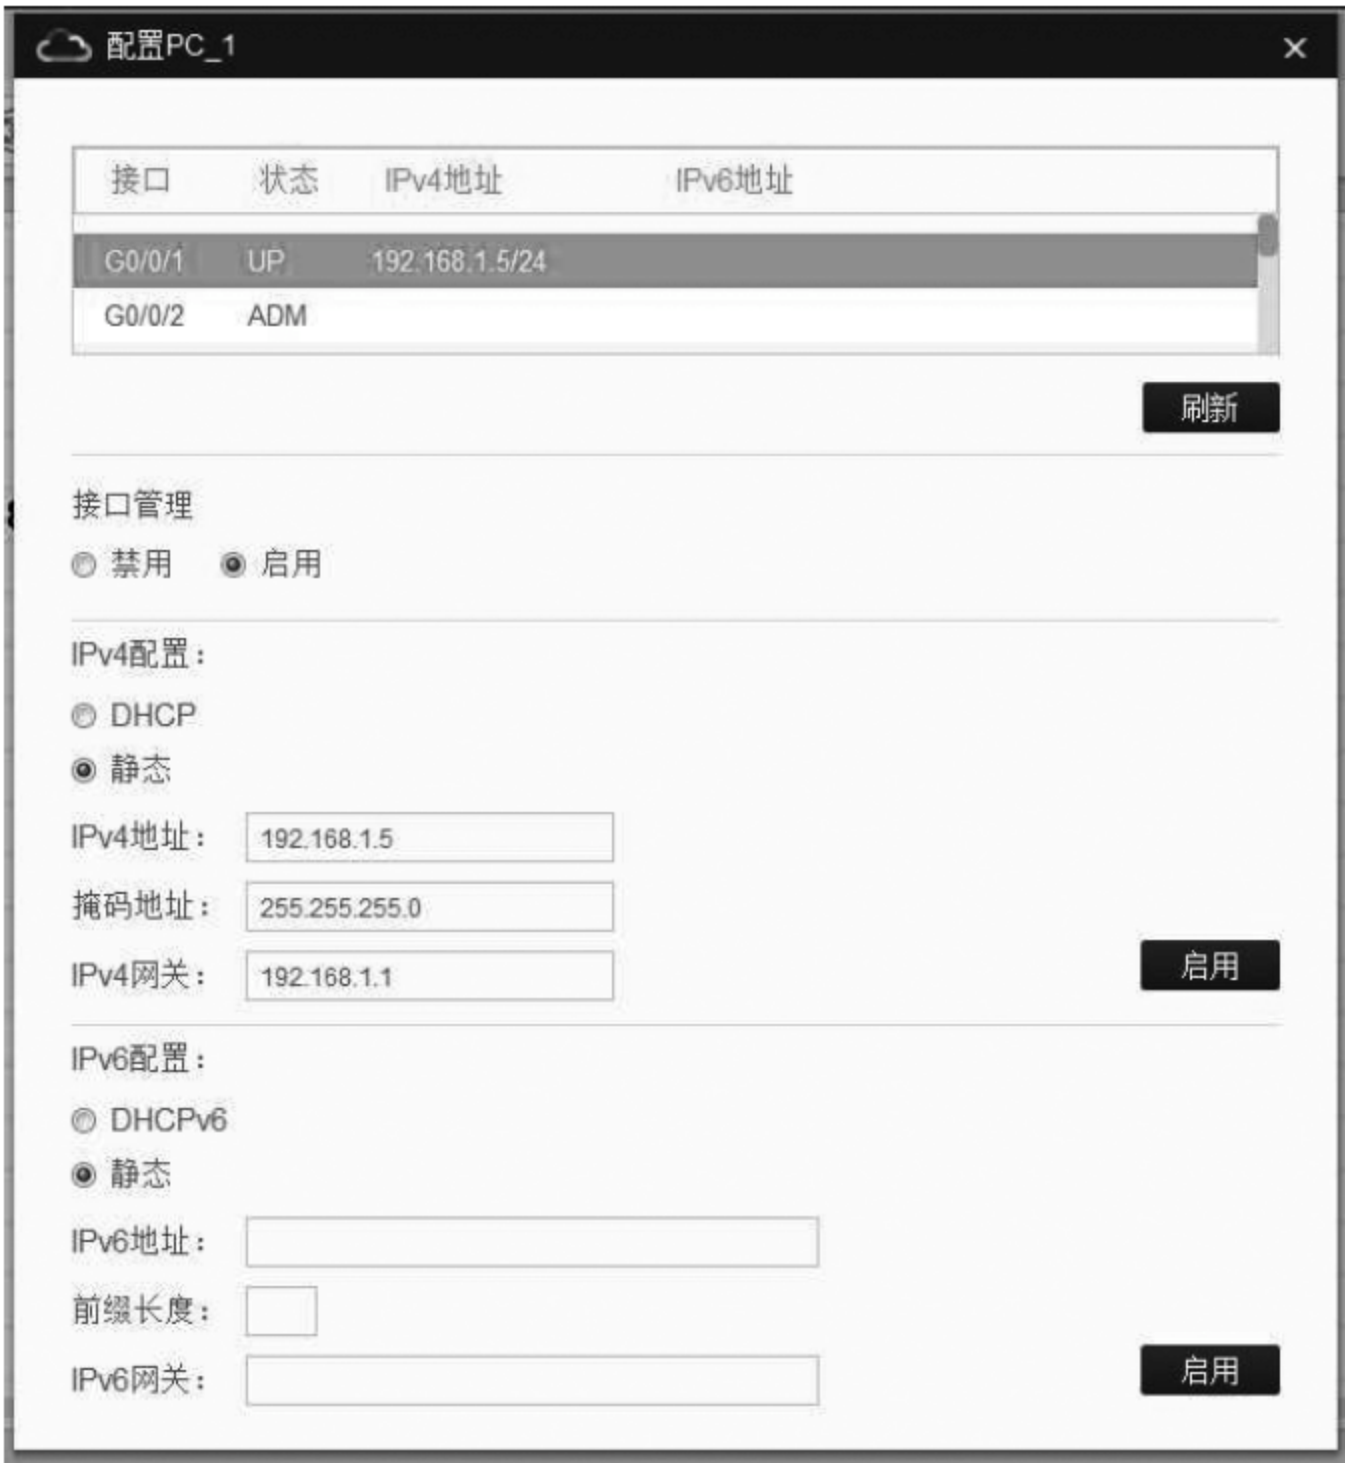 配置PC_1
接口 状态 IPv4地址 IPv6地址
G0/0/1 UP 192.168.1.5/24
G0/0/2 ADM
刷新
接口管理
禁用 启用
IPv4配置：
DHCP
静态
IPv4地址： 192.168.1.5
掩码地址： 255.255.255.0
IPv4网关： 192.168.1.1
启用
IPv6配置：
DHCPv6
静态
IPv6地址：
前缀长度：
IPv6网关：
启用